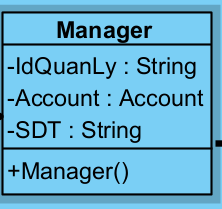 Manager
-IdQuanLy : String
-Account : Account
-SDT : String
+Manager()